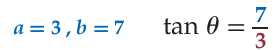 a = 3 , b = 7 tan θ = 7/3